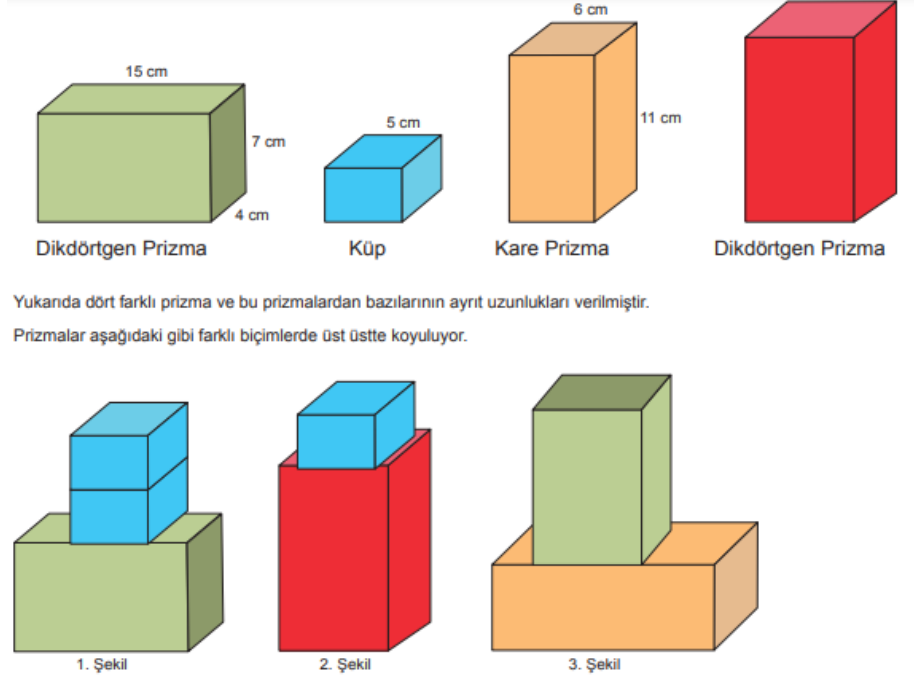 6 cm
15 cm
5 cm
11 cm
7 cm
4 cm
Dikdörtgen Prizma Küp Kare Prizma Dikdörtgen Prizma
Yukarıda dört farklı prizma ve bu prizmalardan bazılarının ayrıt uzunlukları verilmiştir.
Prizmalar aşağıdaki gibi farklı biçimlerde üst üstte koyuluyor.
1. Şekil 2. Şekil 3. Şekil